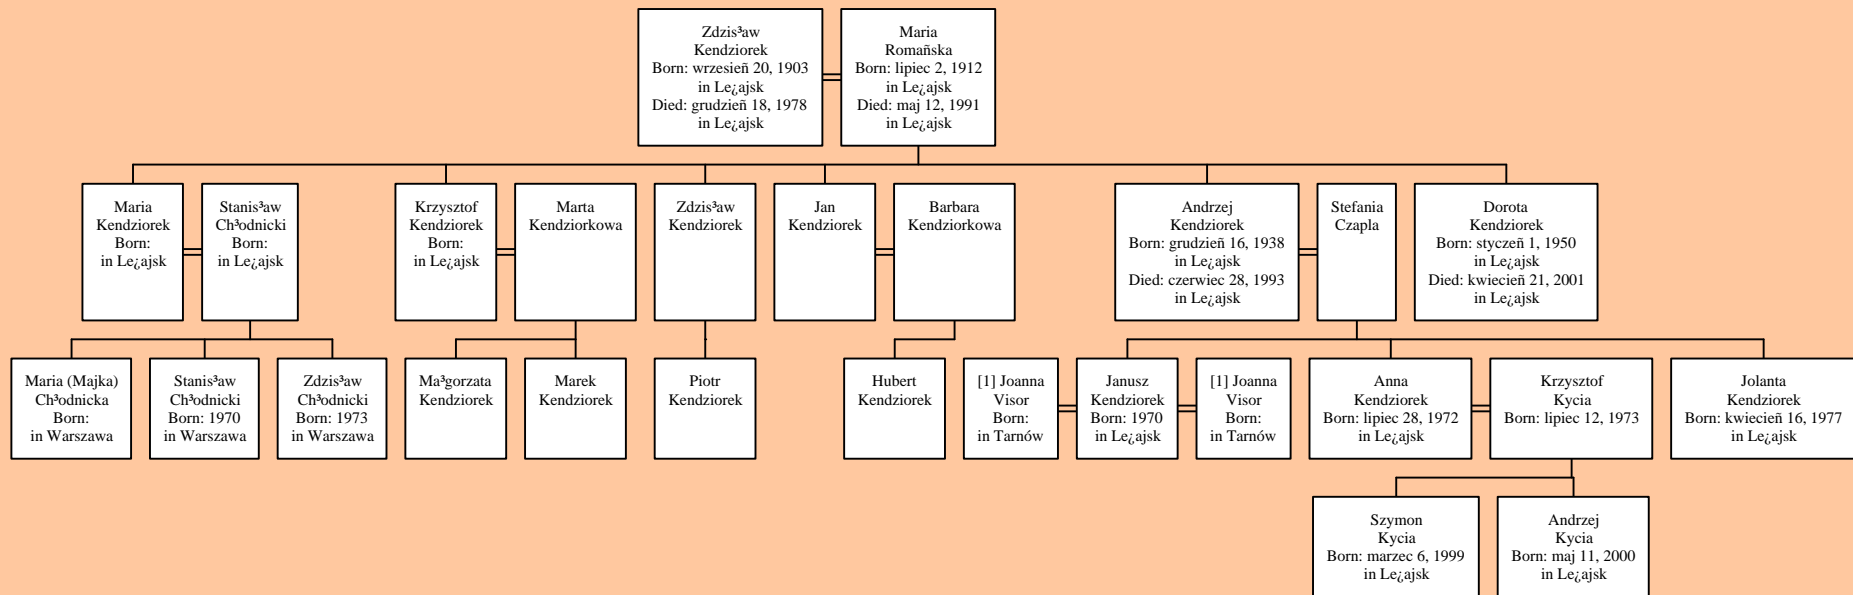 Zdzis³aw
Kendziorek
Born: wrzesieñ 20, 1903
in Le¿ajsk
Died: grudzieñ 18, 1978
in Le¿ajsk
Maria
Romañska
Born: lipiec 2, 1912
in Le¿ajsk
Died: maj 12, 1991
in Le¿ajsk
Maria
Kendziorek
Born:
in Le¿ajsk
Stanis³aw
Ch³odnicki
Born:
in Le¿ajsk
Krzysztof
Kendziorek
Born:
in Le¿ajsk
Marta
Kendziorkowa
Zdzis³aw
Kendziorek
Jan
Kendziorek
Barbara
Kendziorkowa
Andrzej
Kendziorek
Born: grudzieñ 16, 1938
in Le¿ajsk
Died: czerwiec 28, 1993
in Le¿ajsk
Stefania
Czapla
Dorota
Kendziorek
Born: styczeñ 1, 1950
in Le¿ajsk
Died: kwiecieñ 21, 2001
in Le¿ajsk
Maria (Majka)
Ch³odnicka
Born:
in Warszawa
Stanis³aw
Ch³odnicki
Born: 1970
in Warszawa
Zdzis³aw
Ch³odnicki
Born: 1973
in Warszawa
Ma³gorzata
Kendziorek
Marek
Kendziorek
Piotr
Kendziorek
Hubert
Kendziorek
[1] Joanna
Visor
Born:
in Tarnów
Janusz
Kendziorek
Born: 1970
in Le¿ajsk
[1] Joanna
Visor
Born:
in Tarnów
Anna
Kendziorek
Born: lipiec 28, 1972
in Le¿ajsk
Krzysztof
Kycia
Born: lipiec 12, 1973
Jolanta
Kendziorek
Born: kwiecieñ 16, 1977
in Le¿ajsk
Szymon
Kycia
Born: marzec 6, 1999
in Le¿ajsk
Andrzej
Kycia
Born: maj 11, 2000
in Le¿ajsk